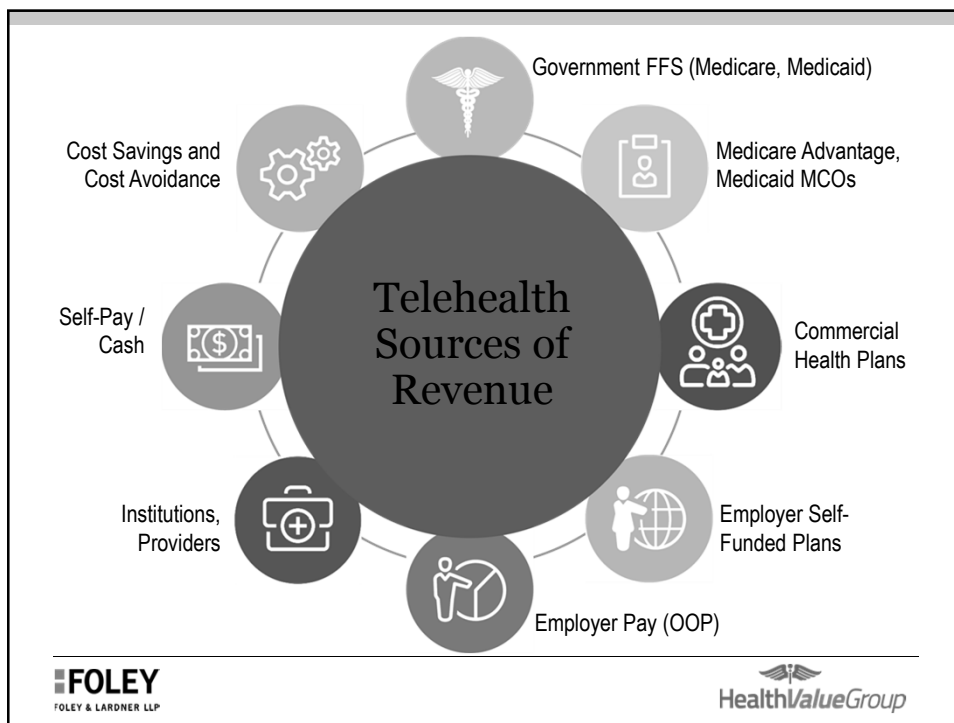 Government FFS (Medicare, Medicaid)
Medicare Advantage,
Medicaid MCOs
Commercial
Health Plans
Employer Self-
Funded Plans
Employer Pay (OOP)
Institutions,
Providers
Self-Pay /
Cash
Cost Savings and
Cost Avoidance
Telehealth
Sources of
Revenue
FOLEY
FOLEY & LARDNER LLP
HealthValueGroup